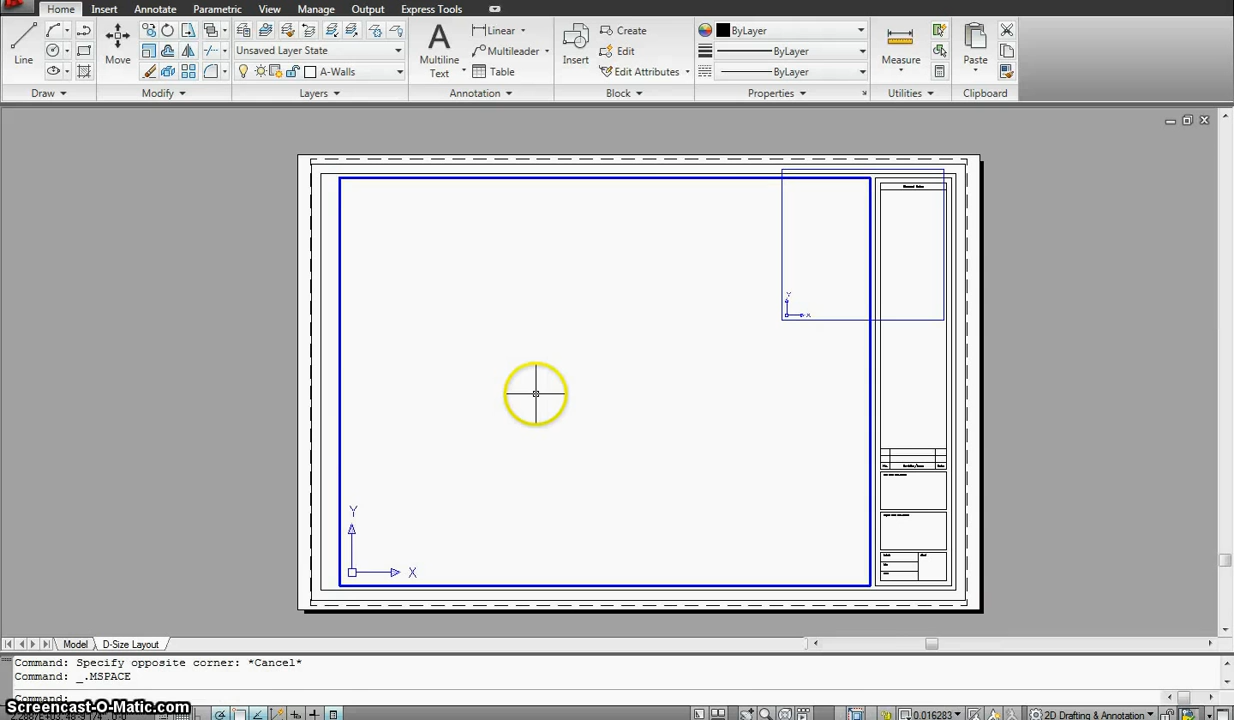 Home Insert Annotate Parametric View Manage Output Express Tools
Line
Move
Unsaved Layer State
A-Walls
Multiline
Text
Linear
Multileader
Table
Insert
Create
Edit
Edit Attributes
ByLayer
ByLayer
ByLayer
Measure
Paste
Draw Modify Layers Annotation Block Properties Utilities Clipboard
Y
X
Y
X
Model D-Size Layout
Command: Specify opposite corner: *Cancel*
Command: _.MSPACE
Command:
Screencast-O-Matic.com
0.016283
2D Drafting & Annotation